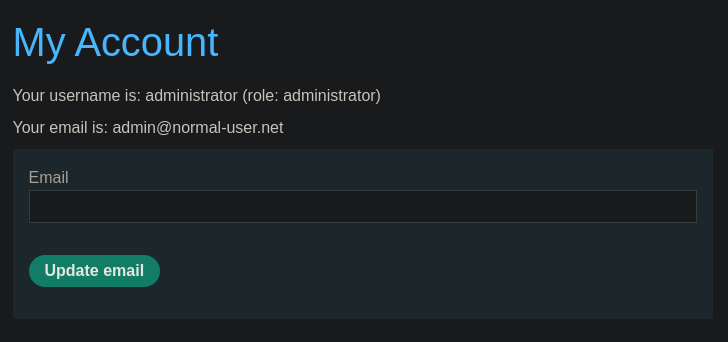 My Account
Your username is: administrator (role: administrator)
Your email is: admin@normal-user.net
Email
Update email